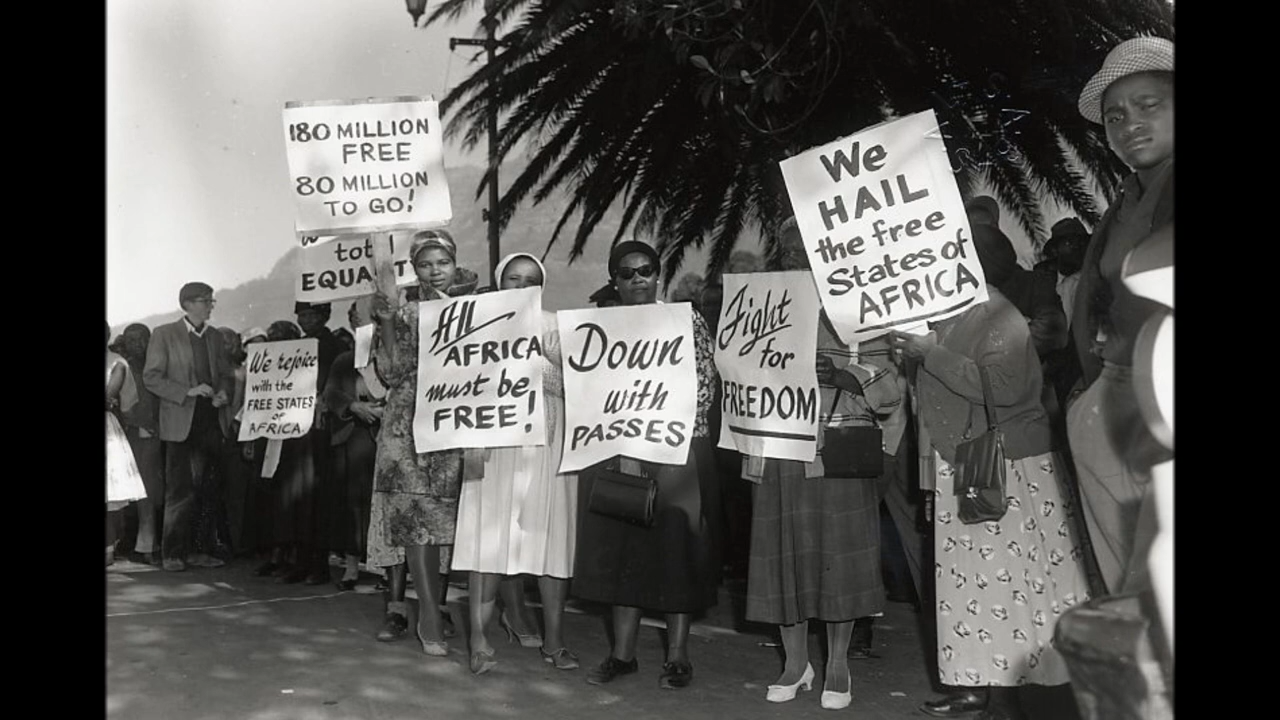 180 MILLION
FREE
80 MILLION
TO GO!
EQUA
We rejoice
with the
FREE STATES
of
AFRICA.
All
AFRICA
must be
FREE!
Down
with
PASSES
Fight
for
FREEDOM
We
HAIL
the free
States of
AFRICA